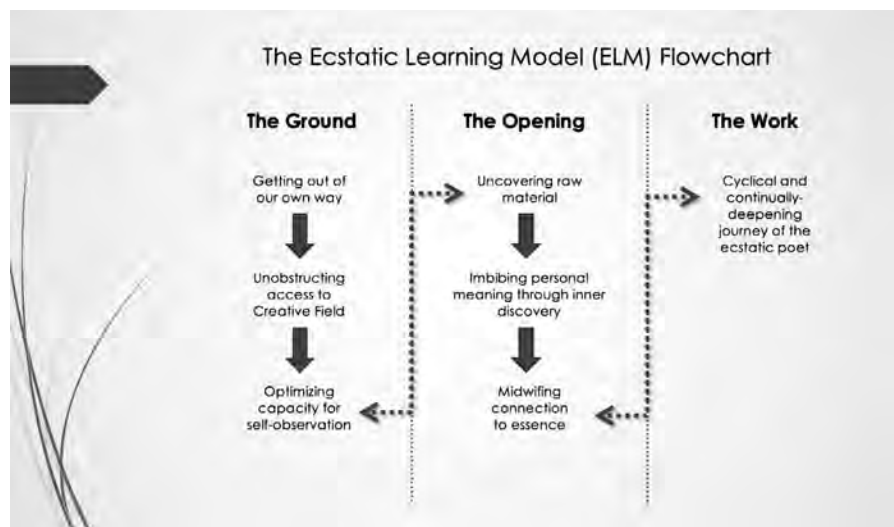 The Ecstatic Learning Model (ELM) Flowchart
The Ground
Getting out of
our own way
Unobstructing
access to
Creative Field
Optimizing
capacity for
self-observation
The Opening
Uncovering raw
material
Imbibing personal
meaning through inner
discovery
Midwifing
connection
to essence
The Work
Cyclical and
continually-
deepening
journey of the
ecstatic poet